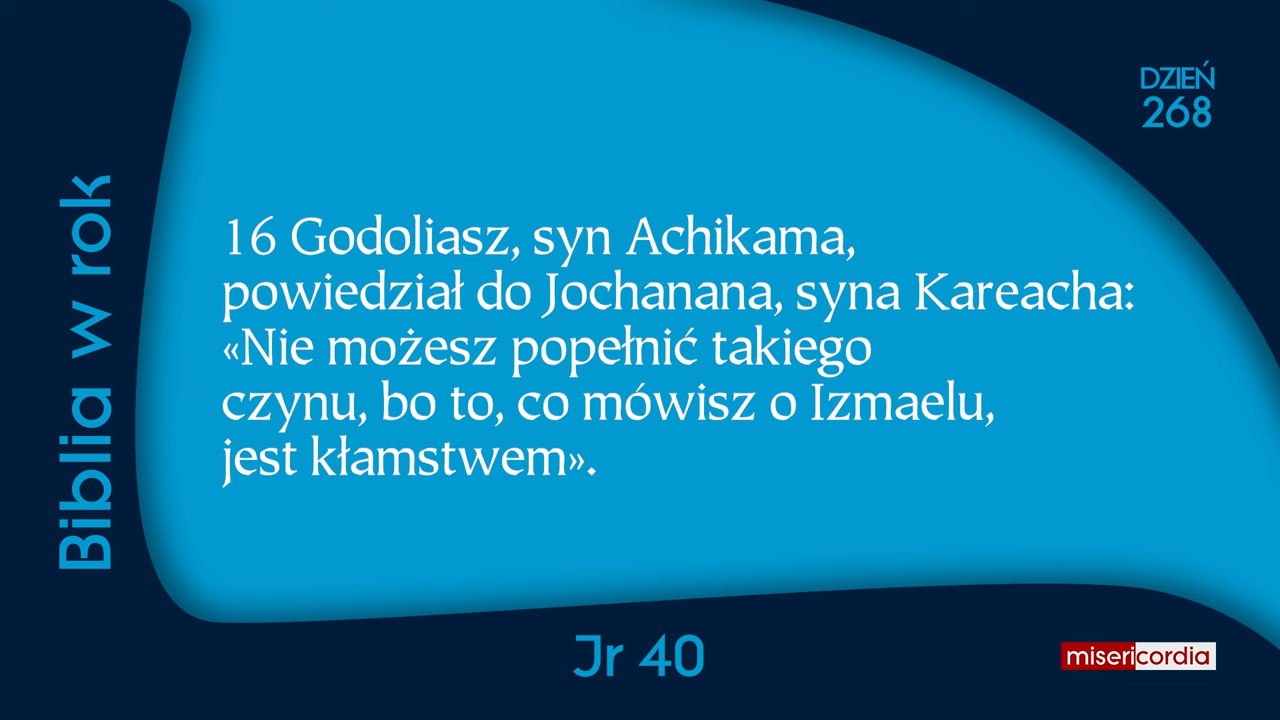 DZIEŃ
268
Biblia w rok
16 Godoliasz, syn Achikama,
powiedział do Jochanana, syna Kareacha:
«Nie możesz popełnić takiego
czynu, bo to, co mówisz o Izmaelu,
jest kłamstwem».
Jr 40
misericordia